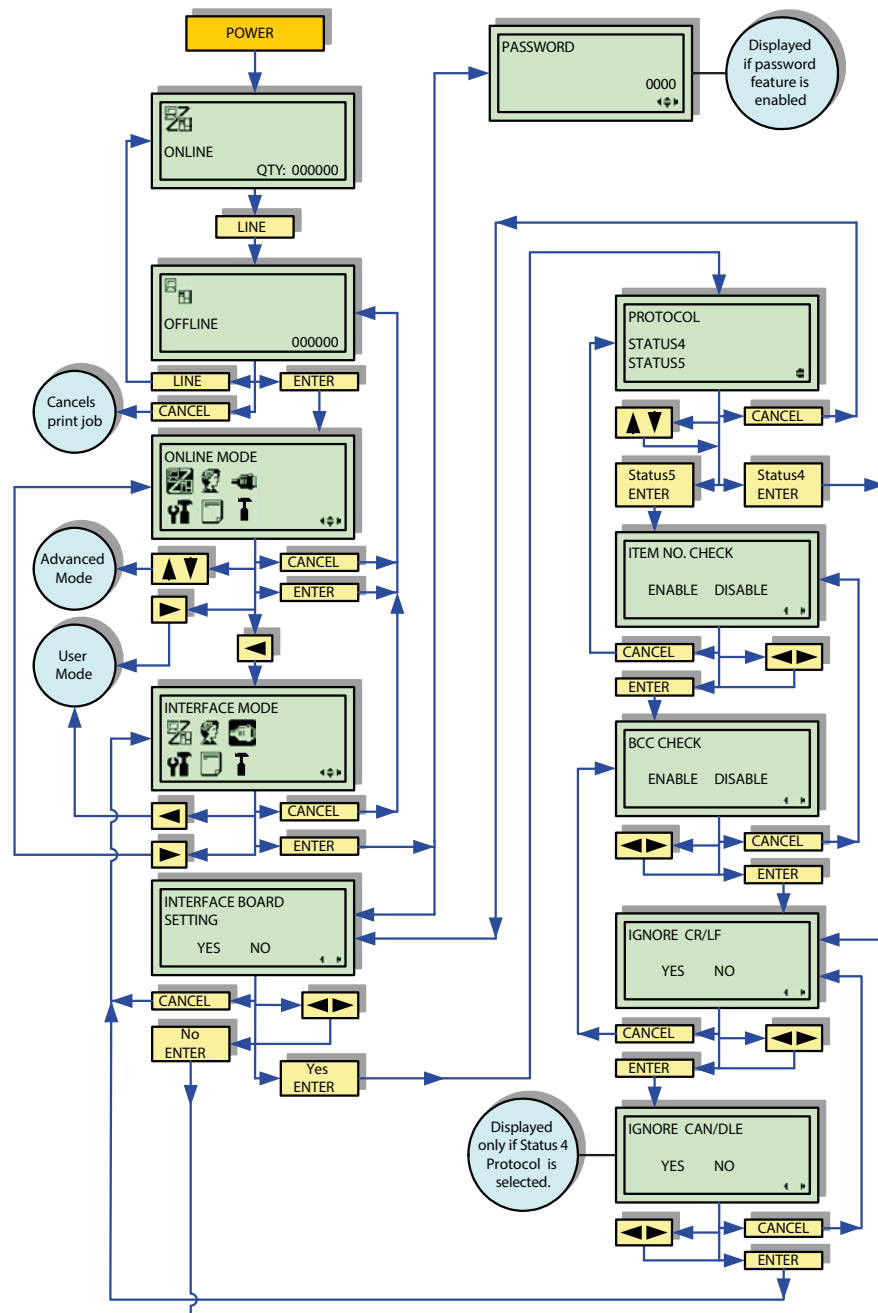 POWER
ONLINE
QTY: 000000
LINE
OFFLINE
000000
LINE
ENTER
CANCEL
Cancels
print job
ONLINE MODE
Advanced
Mode
CANCEL
ENTER
User
Mode
INTERFACE MODE
CANCEL
ENTER
INTERFACE BOARD
SETTING
YES NO
CANCEL
No
ENTER
Yes
ENTER
PASSWORD
0000
Displayed
if password
feature is
enabled
PROTOCOL
STATUS4
STATUS5
CANCEL
Status5
ENTER
Status4
ENTER
ITEM NO. CHECK
ENABLE DISABLE
CANCEL
ENTER
BCC CHECK
ENABLE DISABLE
CANCEL
ENTER
IGNORE CR/LF
YES NO
CANCEL
ENTER
Displayed
only if Status 4
Protocol is
selected.
IGNORE CAN/DLE
YES NO
CANCEL
ENTER